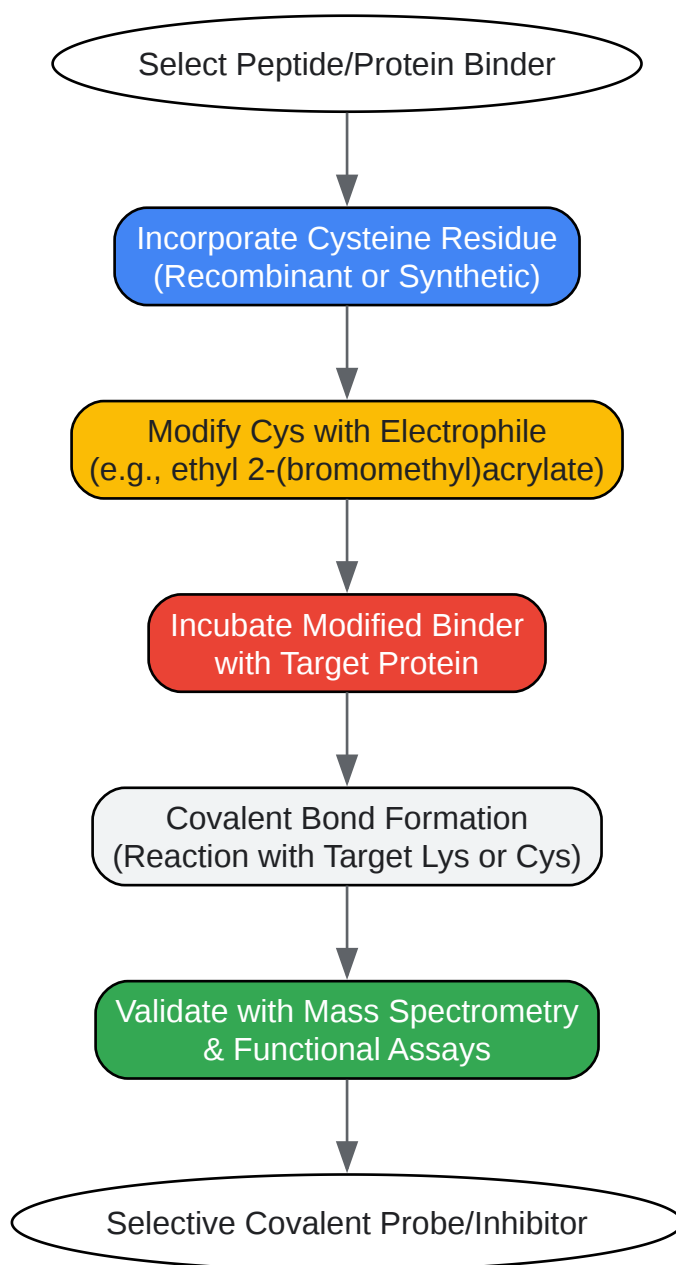 Select Peptide/Protein Binder
Incorporate Cysteine Residue
(Recombinant or Synthetic)
Modify Cys with Electrophile
(e.g., ethyl 2-(bromomethyl)acrylate)
Incubate Modified Binder
with Target Protein
Covalent Bond Formation
(Reaction with Target Lys or Cys)
Validate with Mass Spectrometry
& Functional Assays
Selective Covalent Probe/Inhibitor